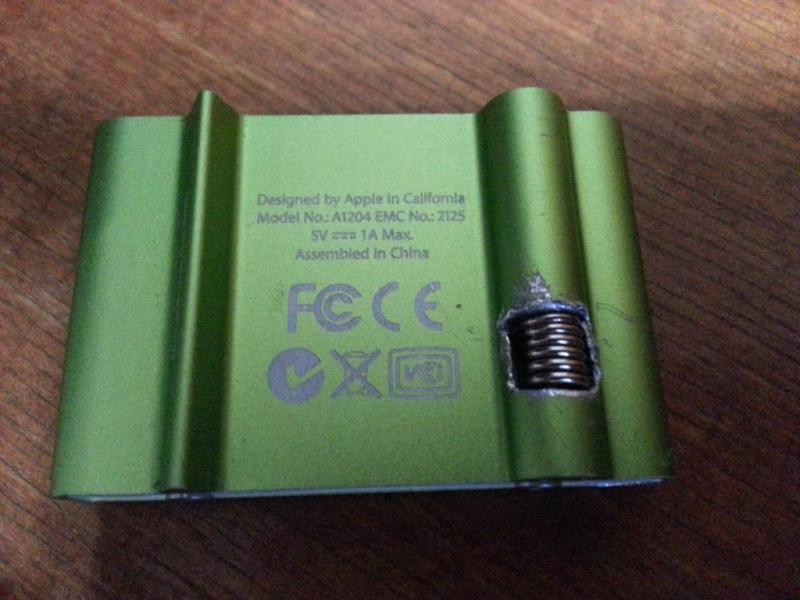 Designed by Apple in California
Model No.: A1204 EMC No.: 2125
5V ⎓ 1A Max.
Assembled in China
FC CE
VCI